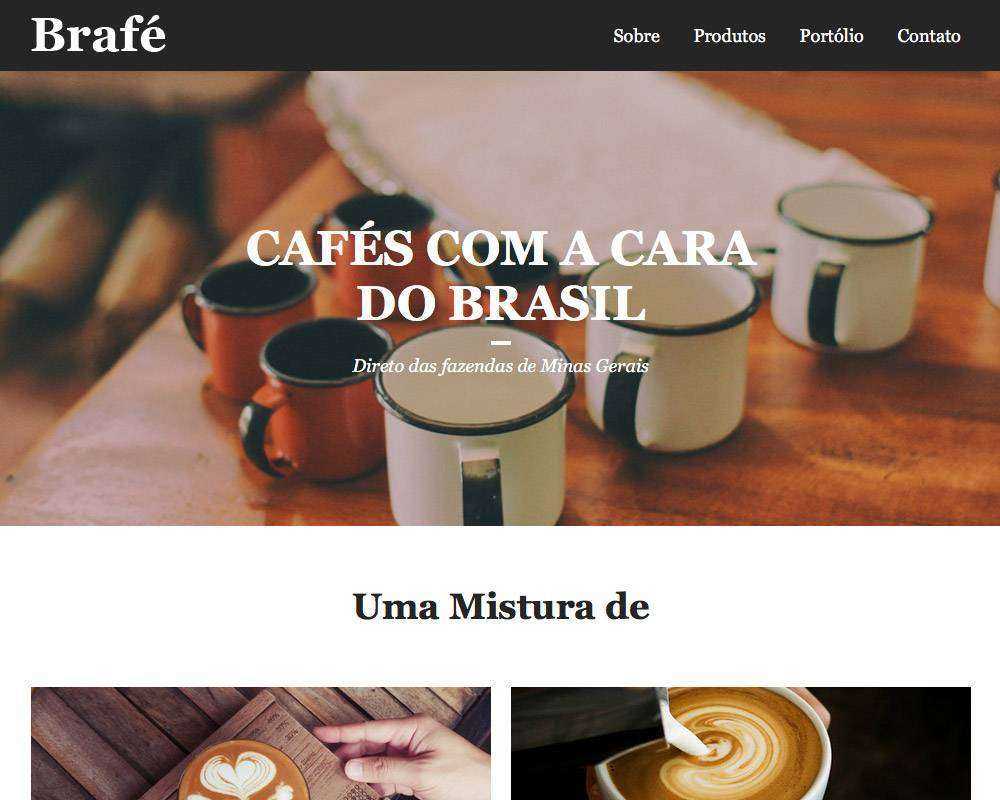 Brafé
Sobre Produtos Portólio Contato
CAFÉS COM A CARA
DO BRASIL
Direto das fazendas de Minas Gerais
Uma Mistura de